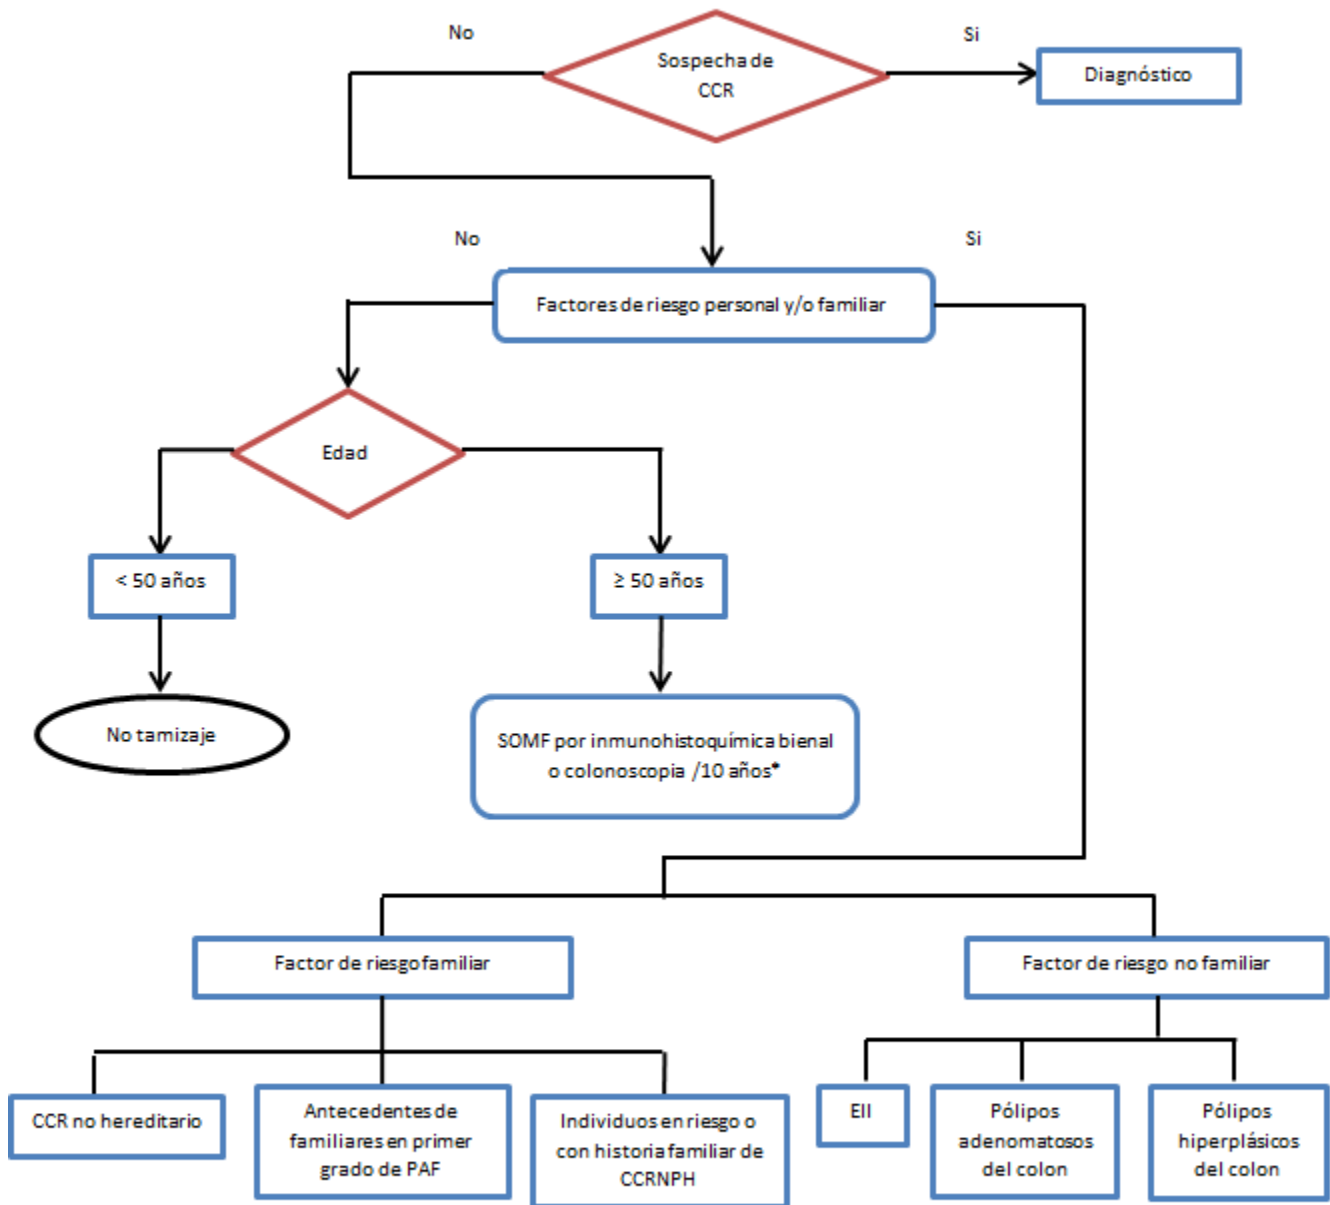 No
Si
Sospecha de
CCR
Diagnóstico
No
Si
Factores de riesgo personal y/o familiar
Edad
< 50 años
≥ 50 años
No tamizaje
SOMF por inmunohistoquímica bienal
o colonoscopia /10 años*
Factor de riesgo familiar
Factor de riesgo no familiar
CCR no hereditario
Antecedentes de
familiares en primer
grado de PAF
Individuos en riesgo o
con historia familiar de
CCRNPH
EII
Pólipos
adenomatosos
del colon
Pólipos
hiperplásicos
del colon